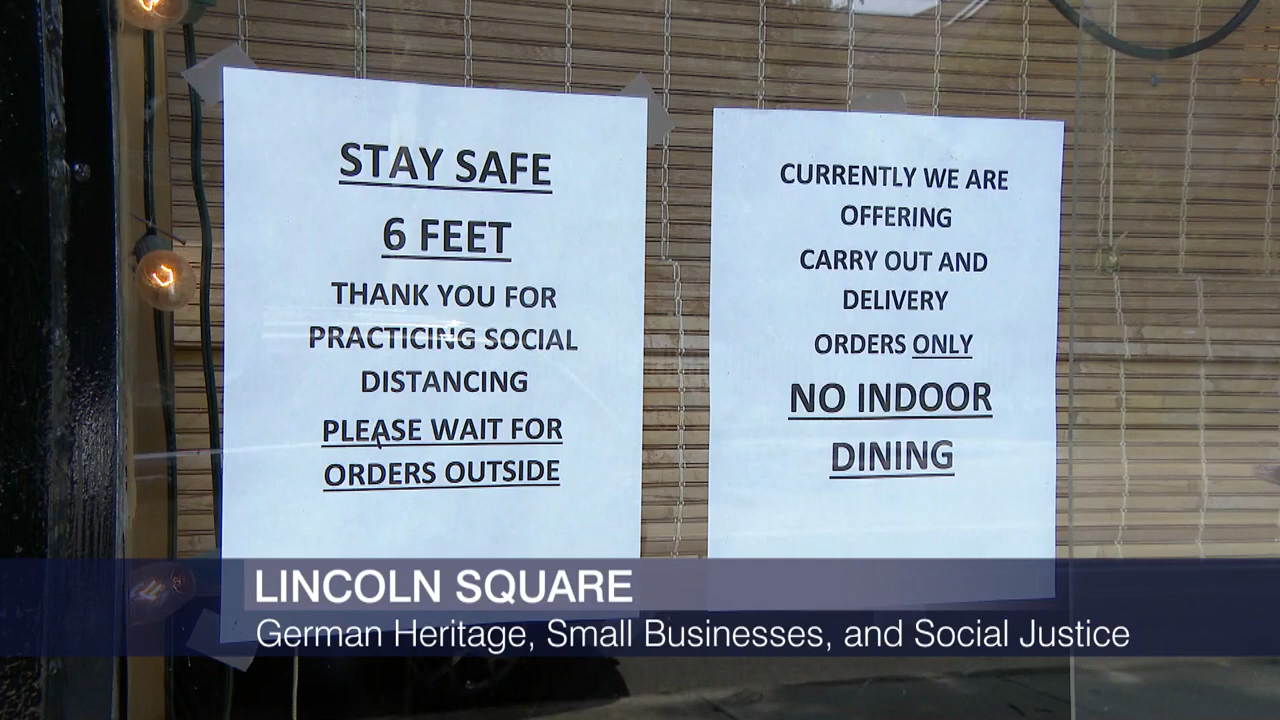 STAY SAFE
6 FEET
THANK YOU FOR
PRACTICING SOCIAL
DISTANCING
PLEASE WAIT FOR
ORDERS OUTSIDE
CURRENTLY WE ARE
OFFERING
CARRY OUT AND
DELIVERY
ORDERS ONLY
NO INDOOR
DINING
LINCOLN SQUARE
German Heritage, Small Businesses, and Social Justice